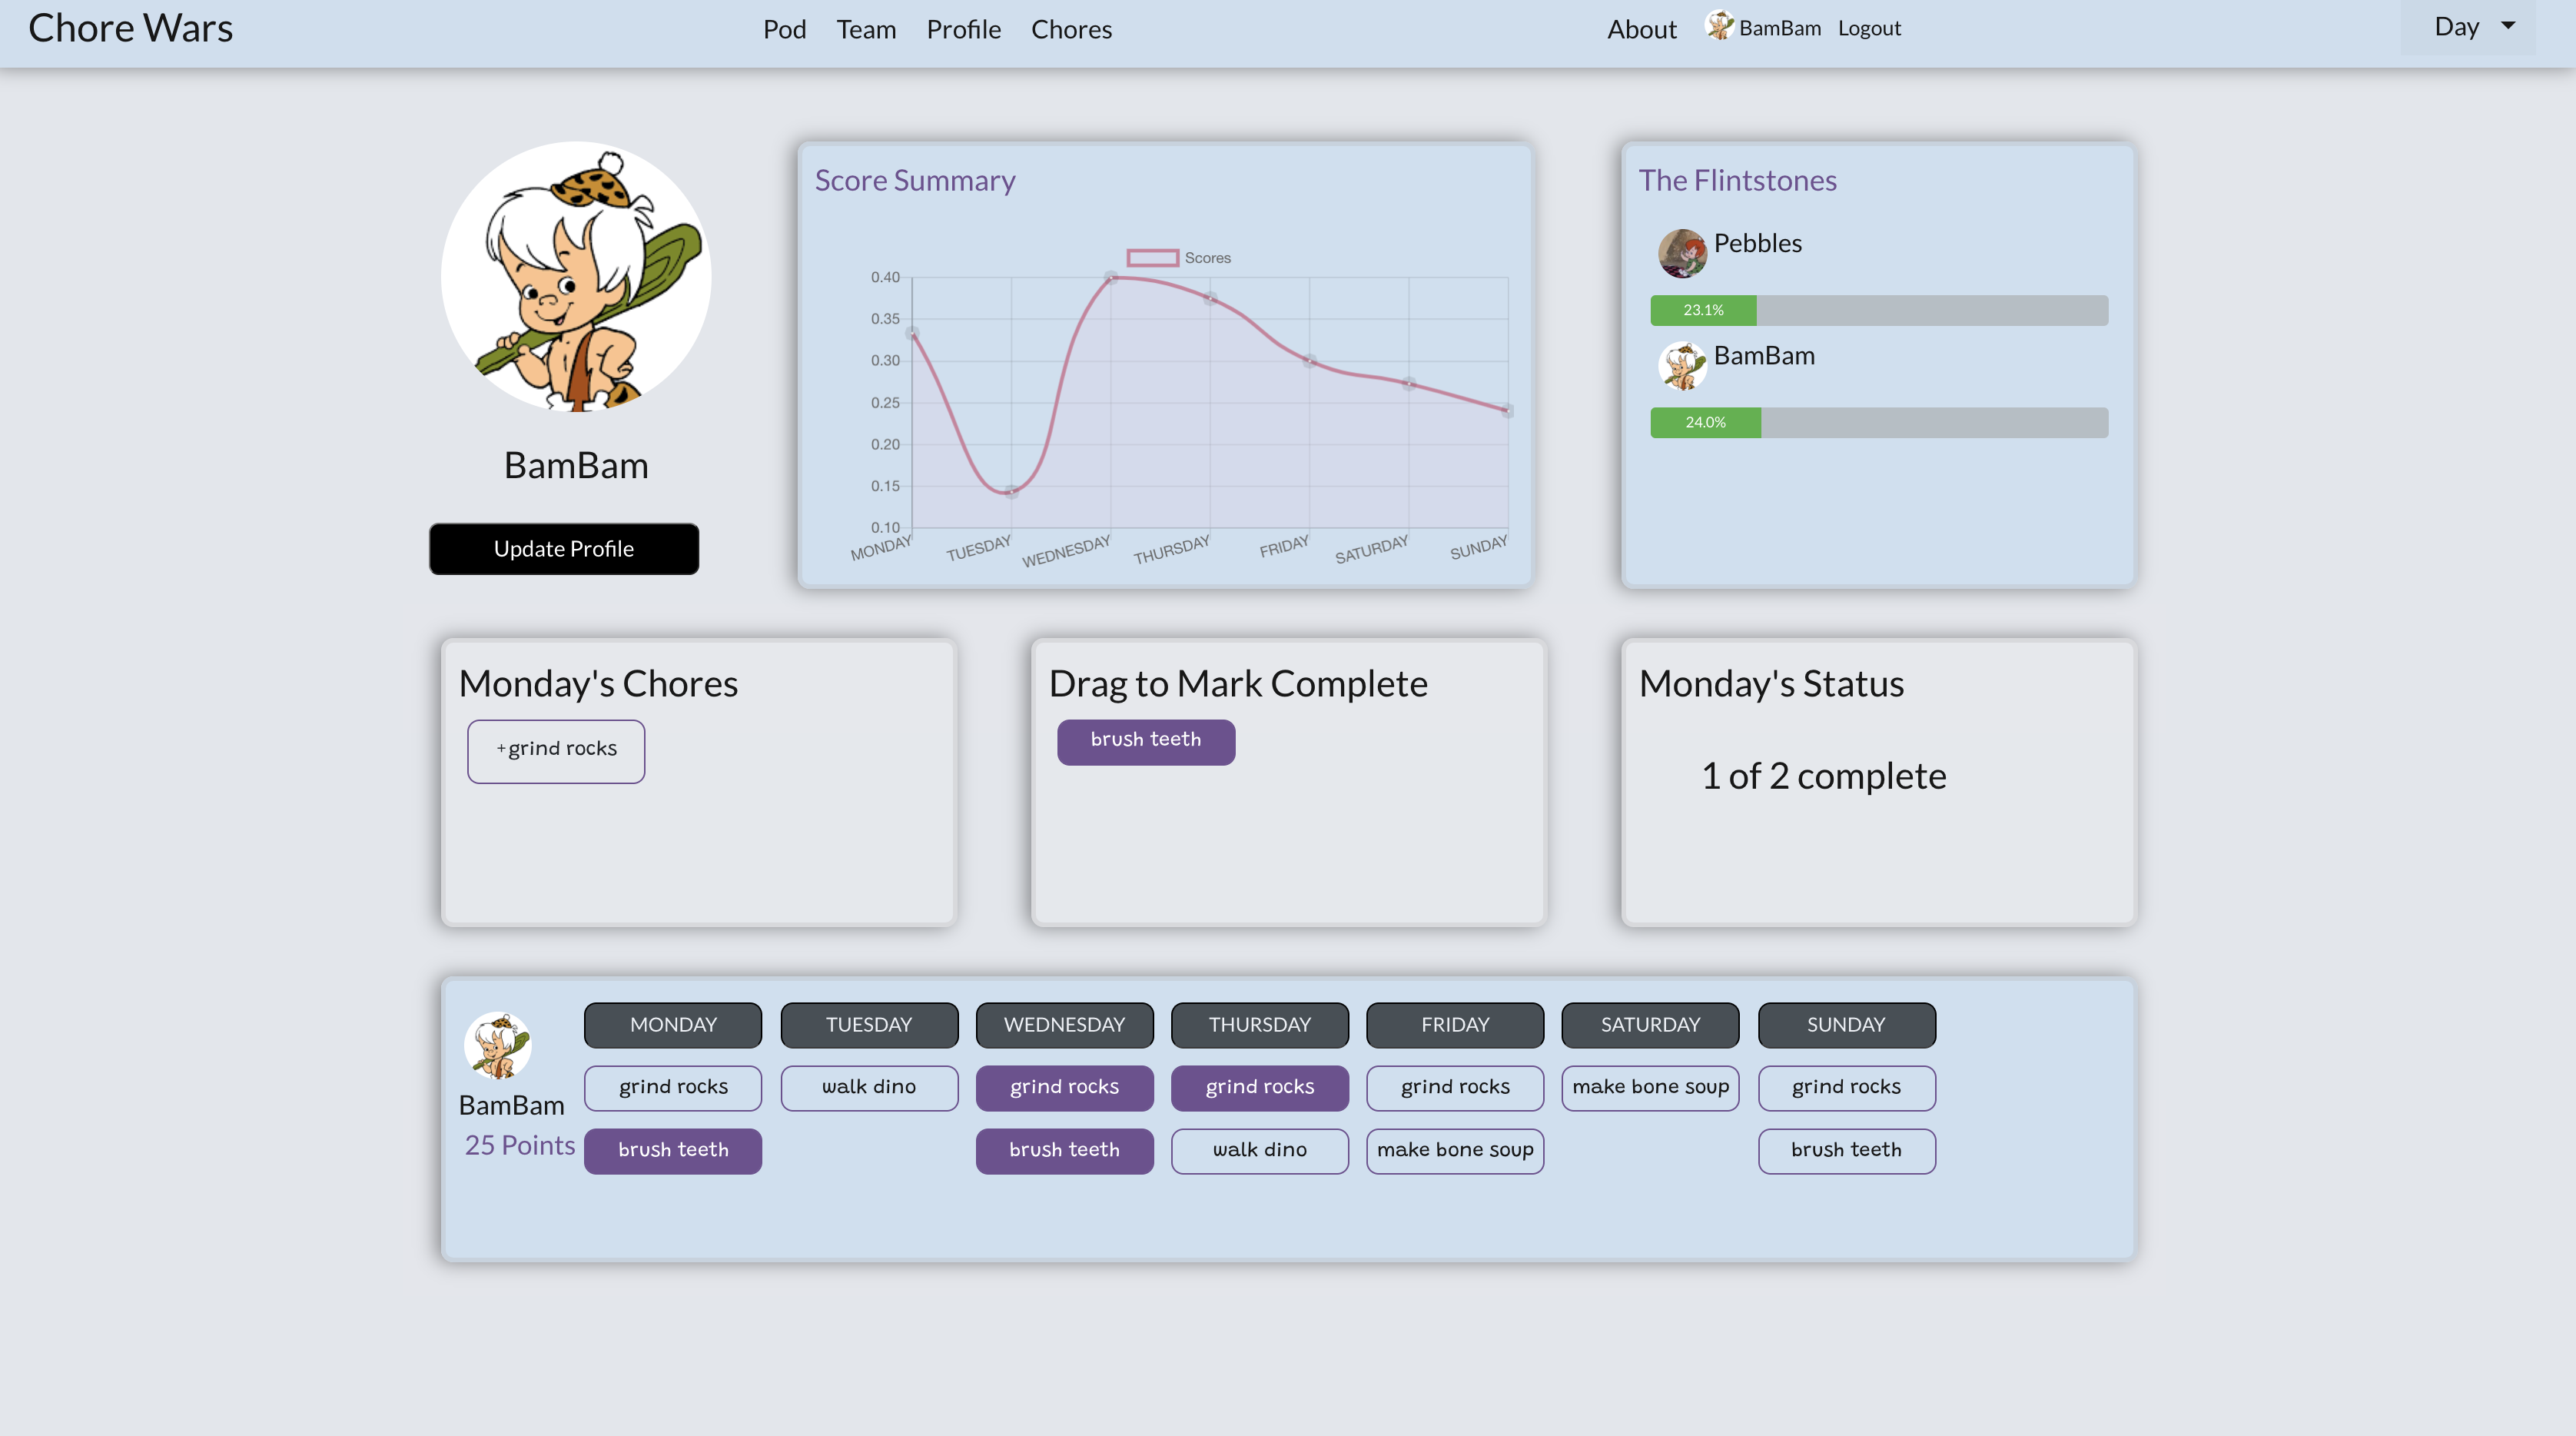 Chore Wars
Pod Team Profile Chores
About BamBam Logout
Day
BamBam
Update Profile
Score Summary
Scores
0.40
0.35
0.30
0.25
0.20
0.15
0.10
MONDAY TUESDAY WEDNESDAY THURSDAY FRIDAY SATURDAY SUNDAY
The Flintstones
Pebbles
23.1%
BamBam
24.0%
Monday's Chores
+grind rocks
Drag to Mark Complete
brush teeth
Monday's Status
1 of 2 complete
BamBam
25 Points
MONDAY TUESDAY WEDNESDAY THURSDAY FRIDAY SATURDAY SUNDAY
grind rocks walk dino grind rocks grind rocks grind rocks make bone soup grind rocks
brush teeth brush teeth walk dino make bone soup brush teeth